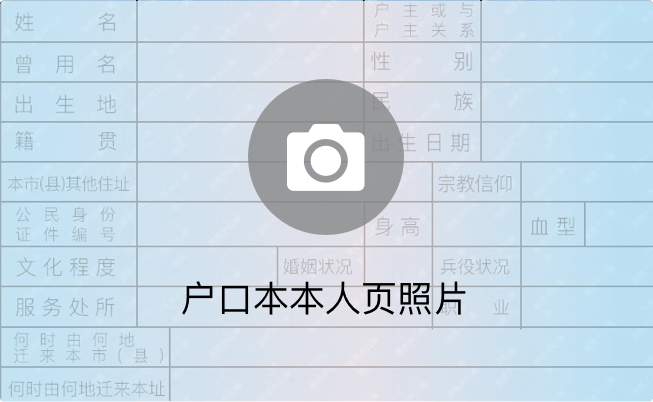 姓名 户主或与
户主关系
曾用名 性别
出生地 民族
籍贯 出生日期
本市(县)其他住址 宗教信仰
公民身份
证件编号 身高 血型
文化程度 婚姻状况 兵役状况
服务处所 职业
户口本本人页照片
何时由何地
迁来本市(县)
何时由何地迁来本址